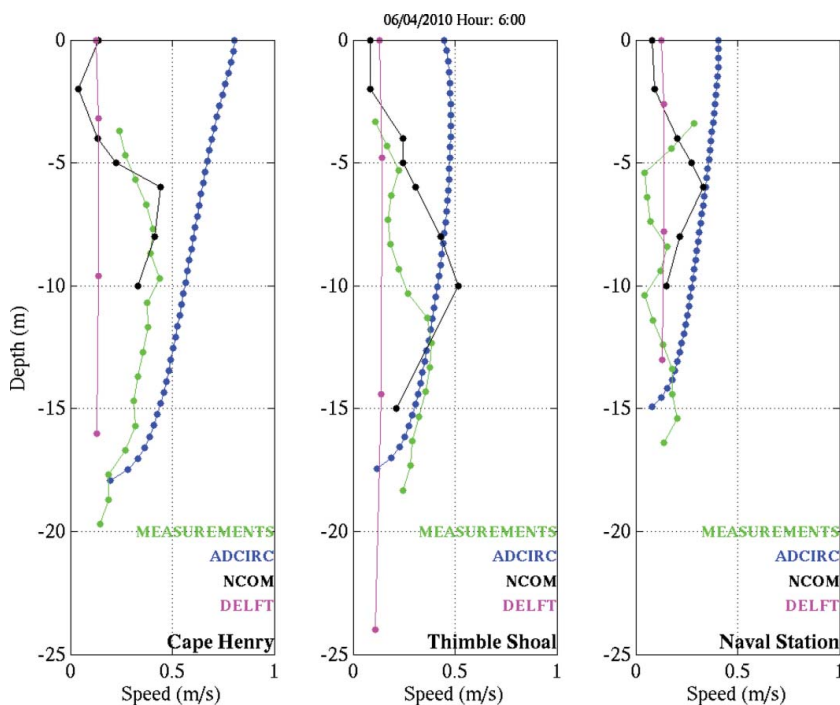 06/04/2010 Hour: 6:00
Depth (m)
0
-5
-10
-15
-20
-25
0 0.5 1
Speed (m/s)
MEASUREMENTS
ADCIRC
NCOM
DELFT
Cape Henry
0
-5
-10
-15
-20
-25
0 0.5 1
Speed (m/s)
MEASUREMENTS
ADCIRC
NCOM
DELFT
Thimble Shoal
0
-5
-10
-15
-20
-25
0 0.5 1
Speed (m/s)
MEASUREMENTS
ADCIRC
NCOM
DELFT
Naval Station